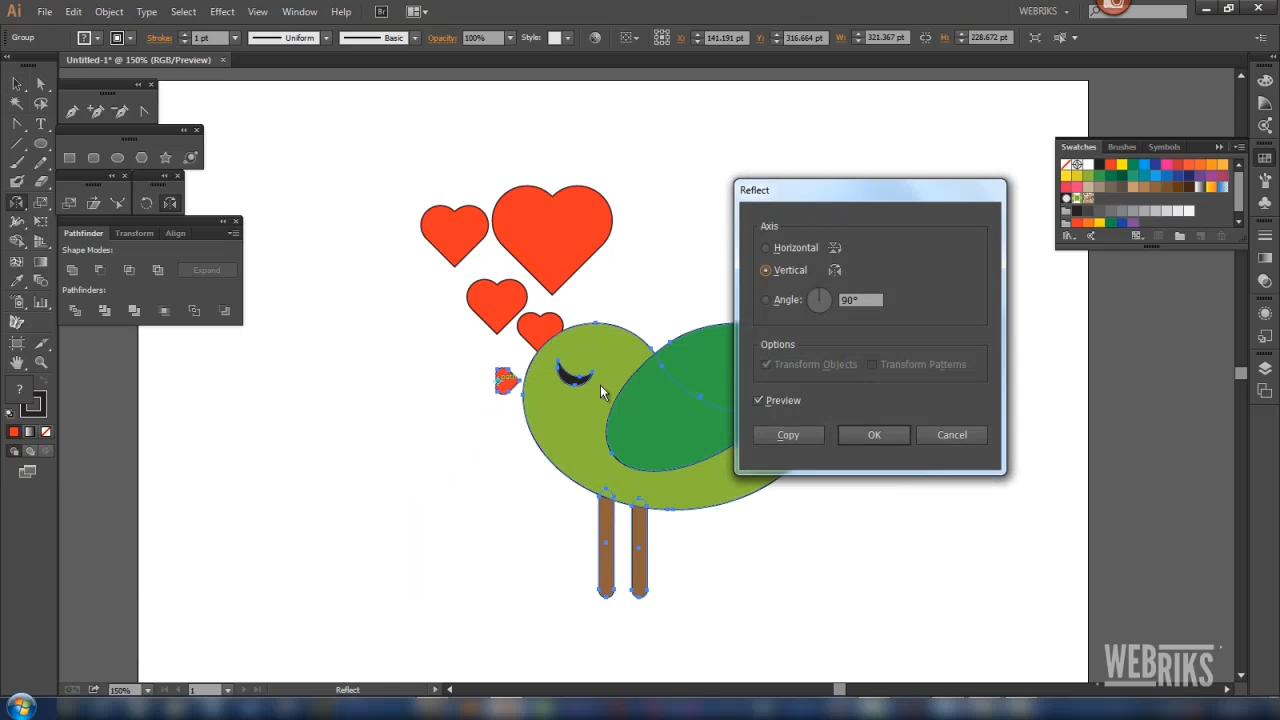 Ai File Edit Object Type Select Effect View Window Help Br WEBRIKS
Group Stroke: 1 pt Uniform Basic Opacity: 100% Style: X: 141.191 pt Y: 316.664 pt W: 321.367 pt H: 228.672 pt
Untitled-1* @ 150% (RGB/Preview)
T
Pathfinder Transform Align
Shape Modes:
Expand
Pathfinders:
?
Swatches Brushes Symbols
Reflect
Axis
Horizontal
Vertical
Angle: 90°
Options
Transform Objects Transform Patterns
Preview
Copy OK Cancel
150% 1 Reflect
WEBRIKS